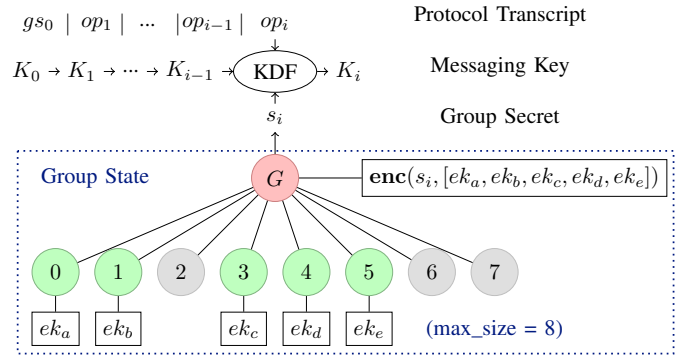 gs₀ | op₁ | ... |opᵢ₋₁| opᵢ Protocol Transcript
K₀ → K₁ → ··· → Kᵢ₋₁ → KDF → Kᵢ Messaging Key
sᵢ Group Secret
Group State G enc(sᵢ, [ekₐ, ek_b, ek_c, ek_d, ekₑ])
0 1 2 3 4 5 6 7
ekₐ ek_b ek_c ek_d ekₑ (max_size = 8)